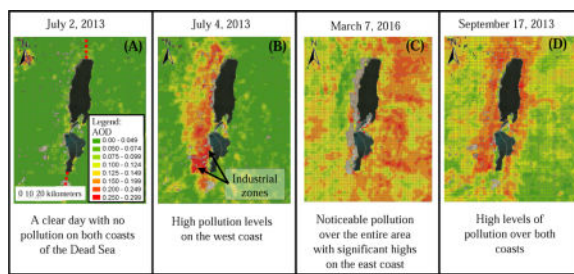 July 2, 2013
July 4, 2013
March 7, 2016
September 17, 2013
(A)
(B)
(C)
(D)
Legend:
AOD
0.00 - 0.049
0.050 - 0.074
0.075 - 0.099
0.100 - 0.124
0.125 - 0.149
0.150 - 0.199
0.200 - 0.249
0.250 - 0.299
0 10 20 kilometers
Industrial
zones
A clear day with no
pollution on both coasts
of the Dead Sea
High pollution levels
on the west coast
Noticeable pollution
over the entire area
with significant highs
on the east coast
High levels of
pollution over both
coasts